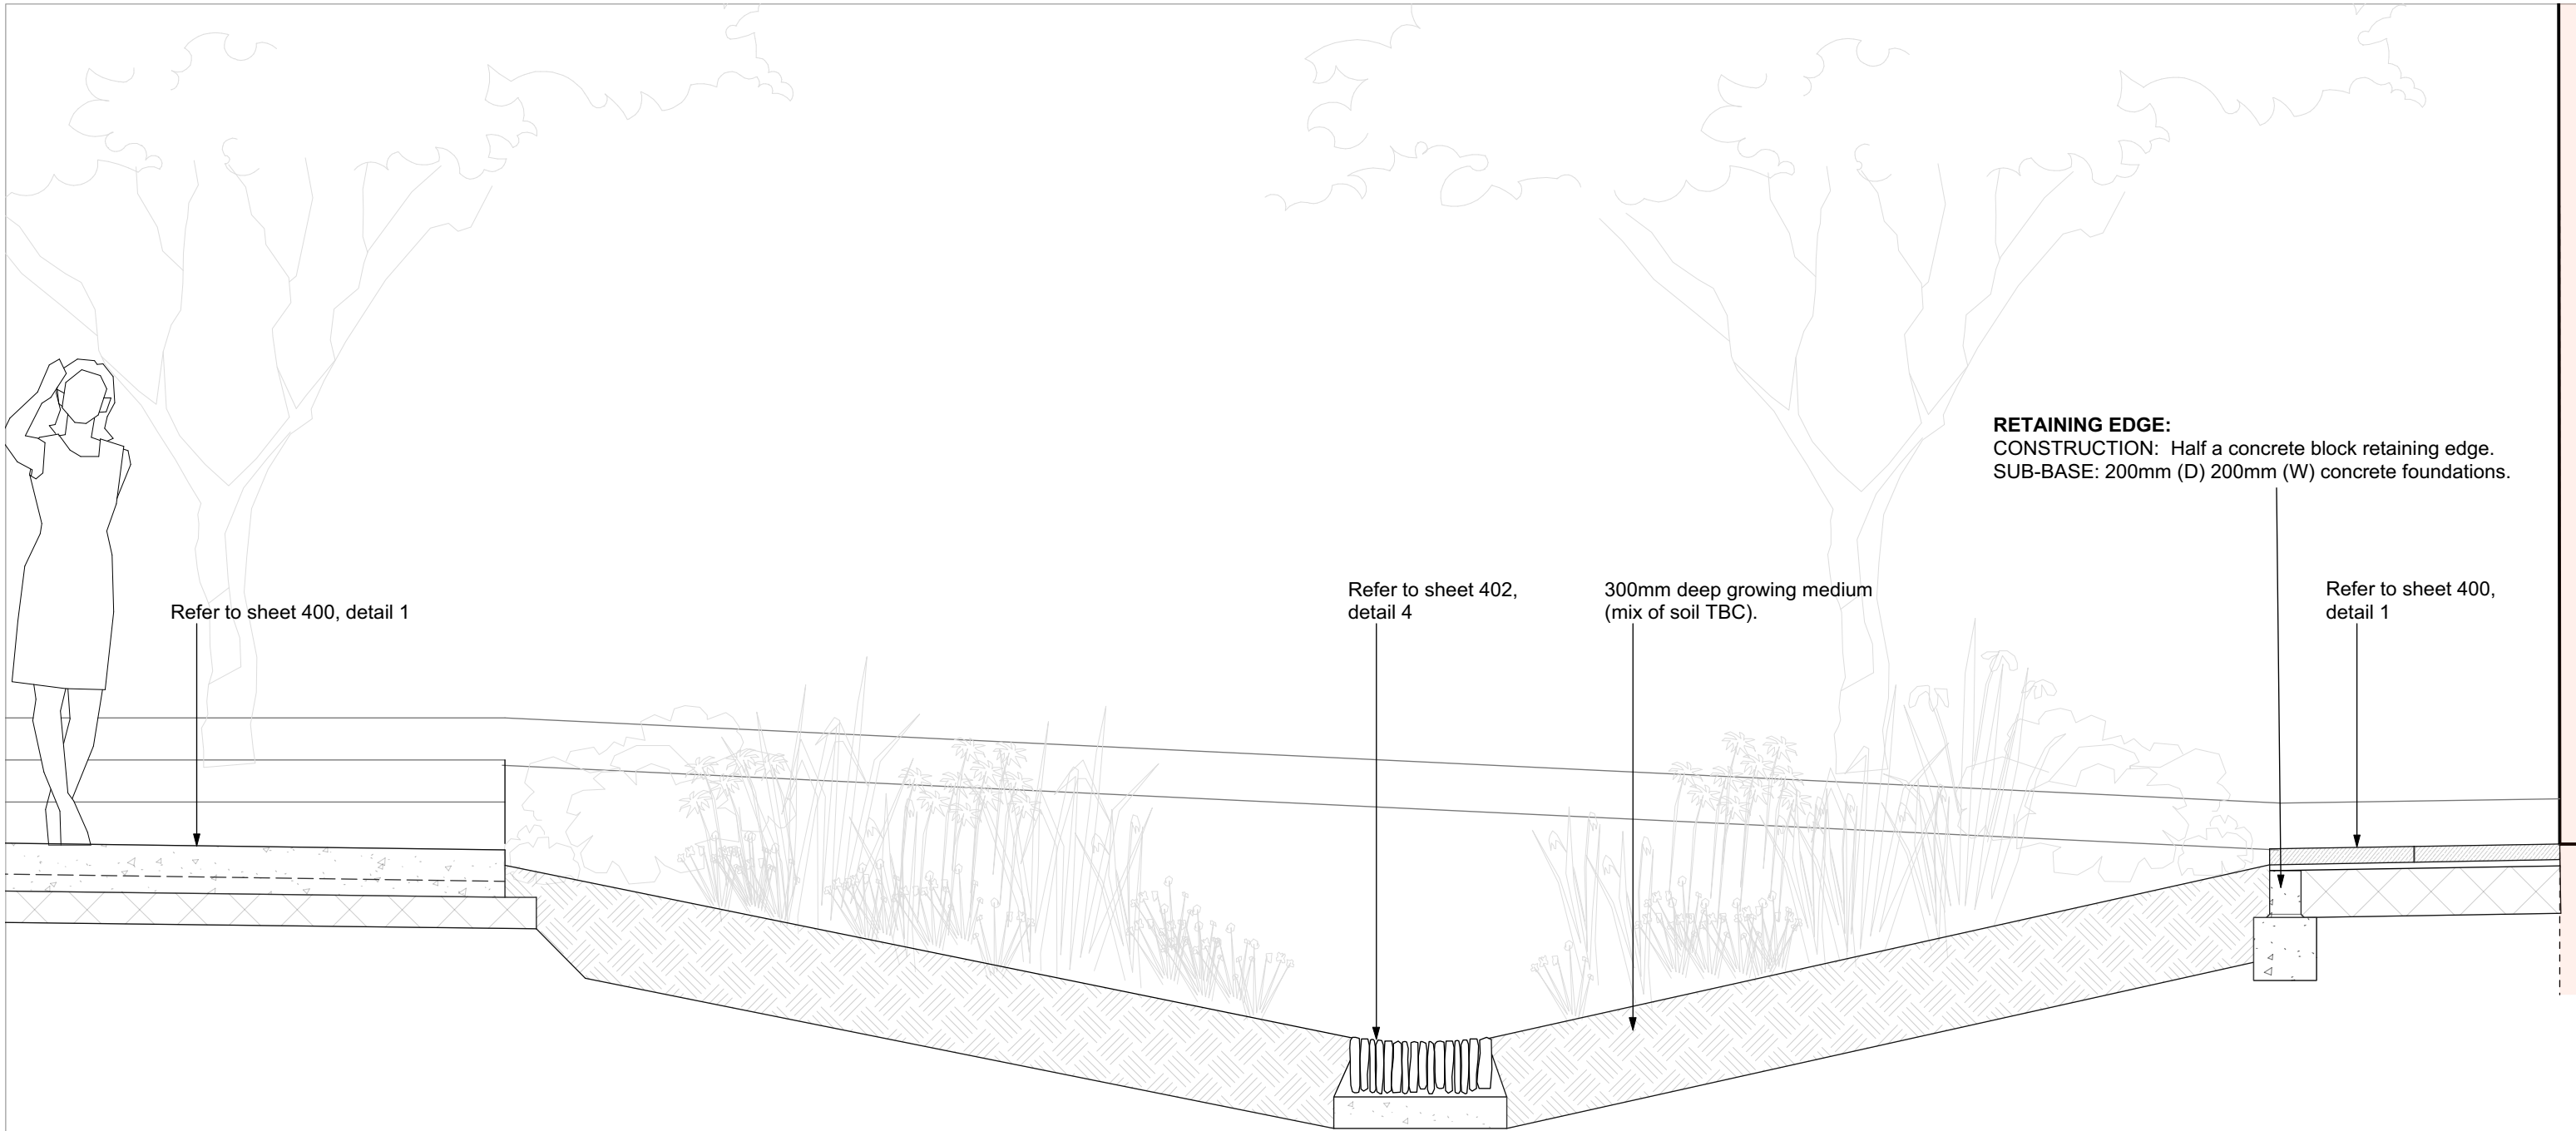 RETAINING EDGE:
CONSTRUCTION: Half a concrete block retaining edge.
SUB-BASE: 200mm (D) 200mm (W) concrete foundations.
Refer to sheet 400, detail 1
Refer to sheet 402,
detail 4
300mm deep growing medium
(mix of soil TBC).
Refer to sheet 400,
detail 1